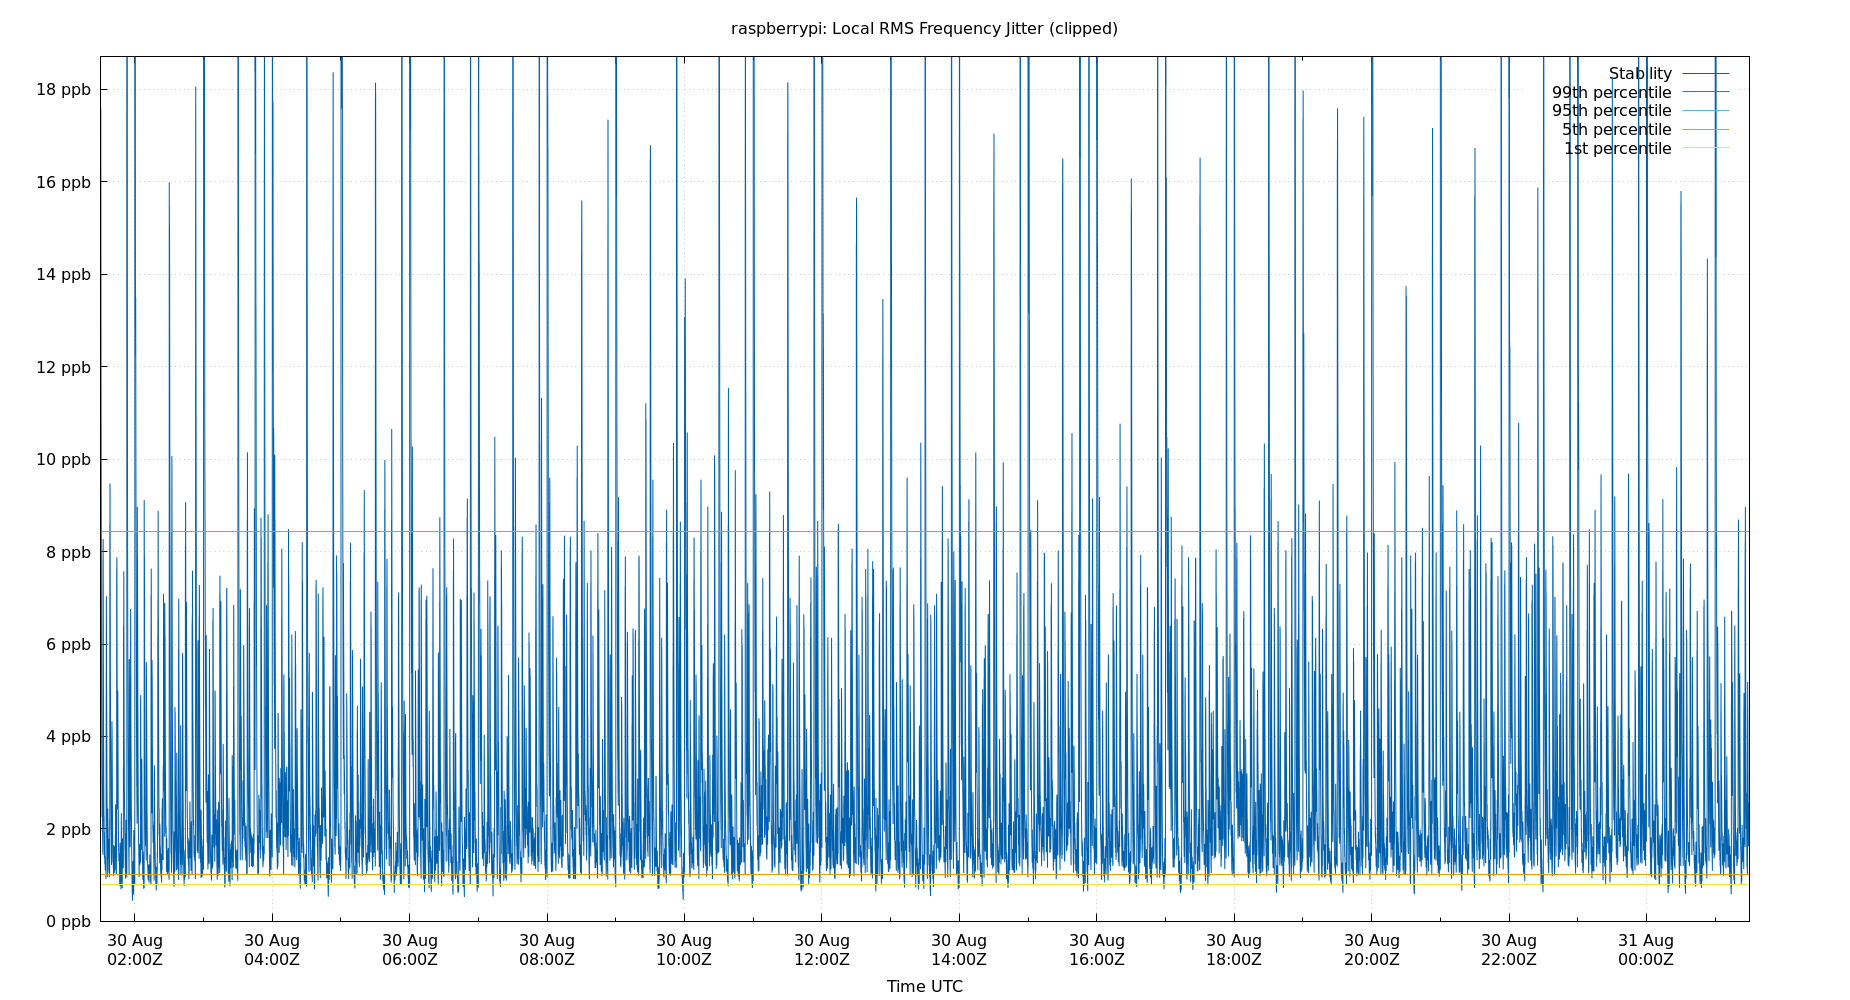 raspberrypi: Local RMS Frequency Jitter (clipped)
18 ppb
16 ppb
14 ppb
12 ppb
10 ppb
8 ppb
6 ppb
4 ppb
2 ppb
0 ppb
Stability
99th percentile
95th percentile
5th percentile
1st percentile
30 Aug 30 Aug 30 Aug 30 Aug 30 Aug 30 Aug 30 Aug 30 Aug 30 Aug 30 Aug 30 Aug 31 Aug
02:00Z 04:00Z 06:00Z 08:00Z 10:00Z 12:00Z 14:00Z 16:00Z 18:00Z 20:00Z 22:00Z 00:00Z
Time UTC